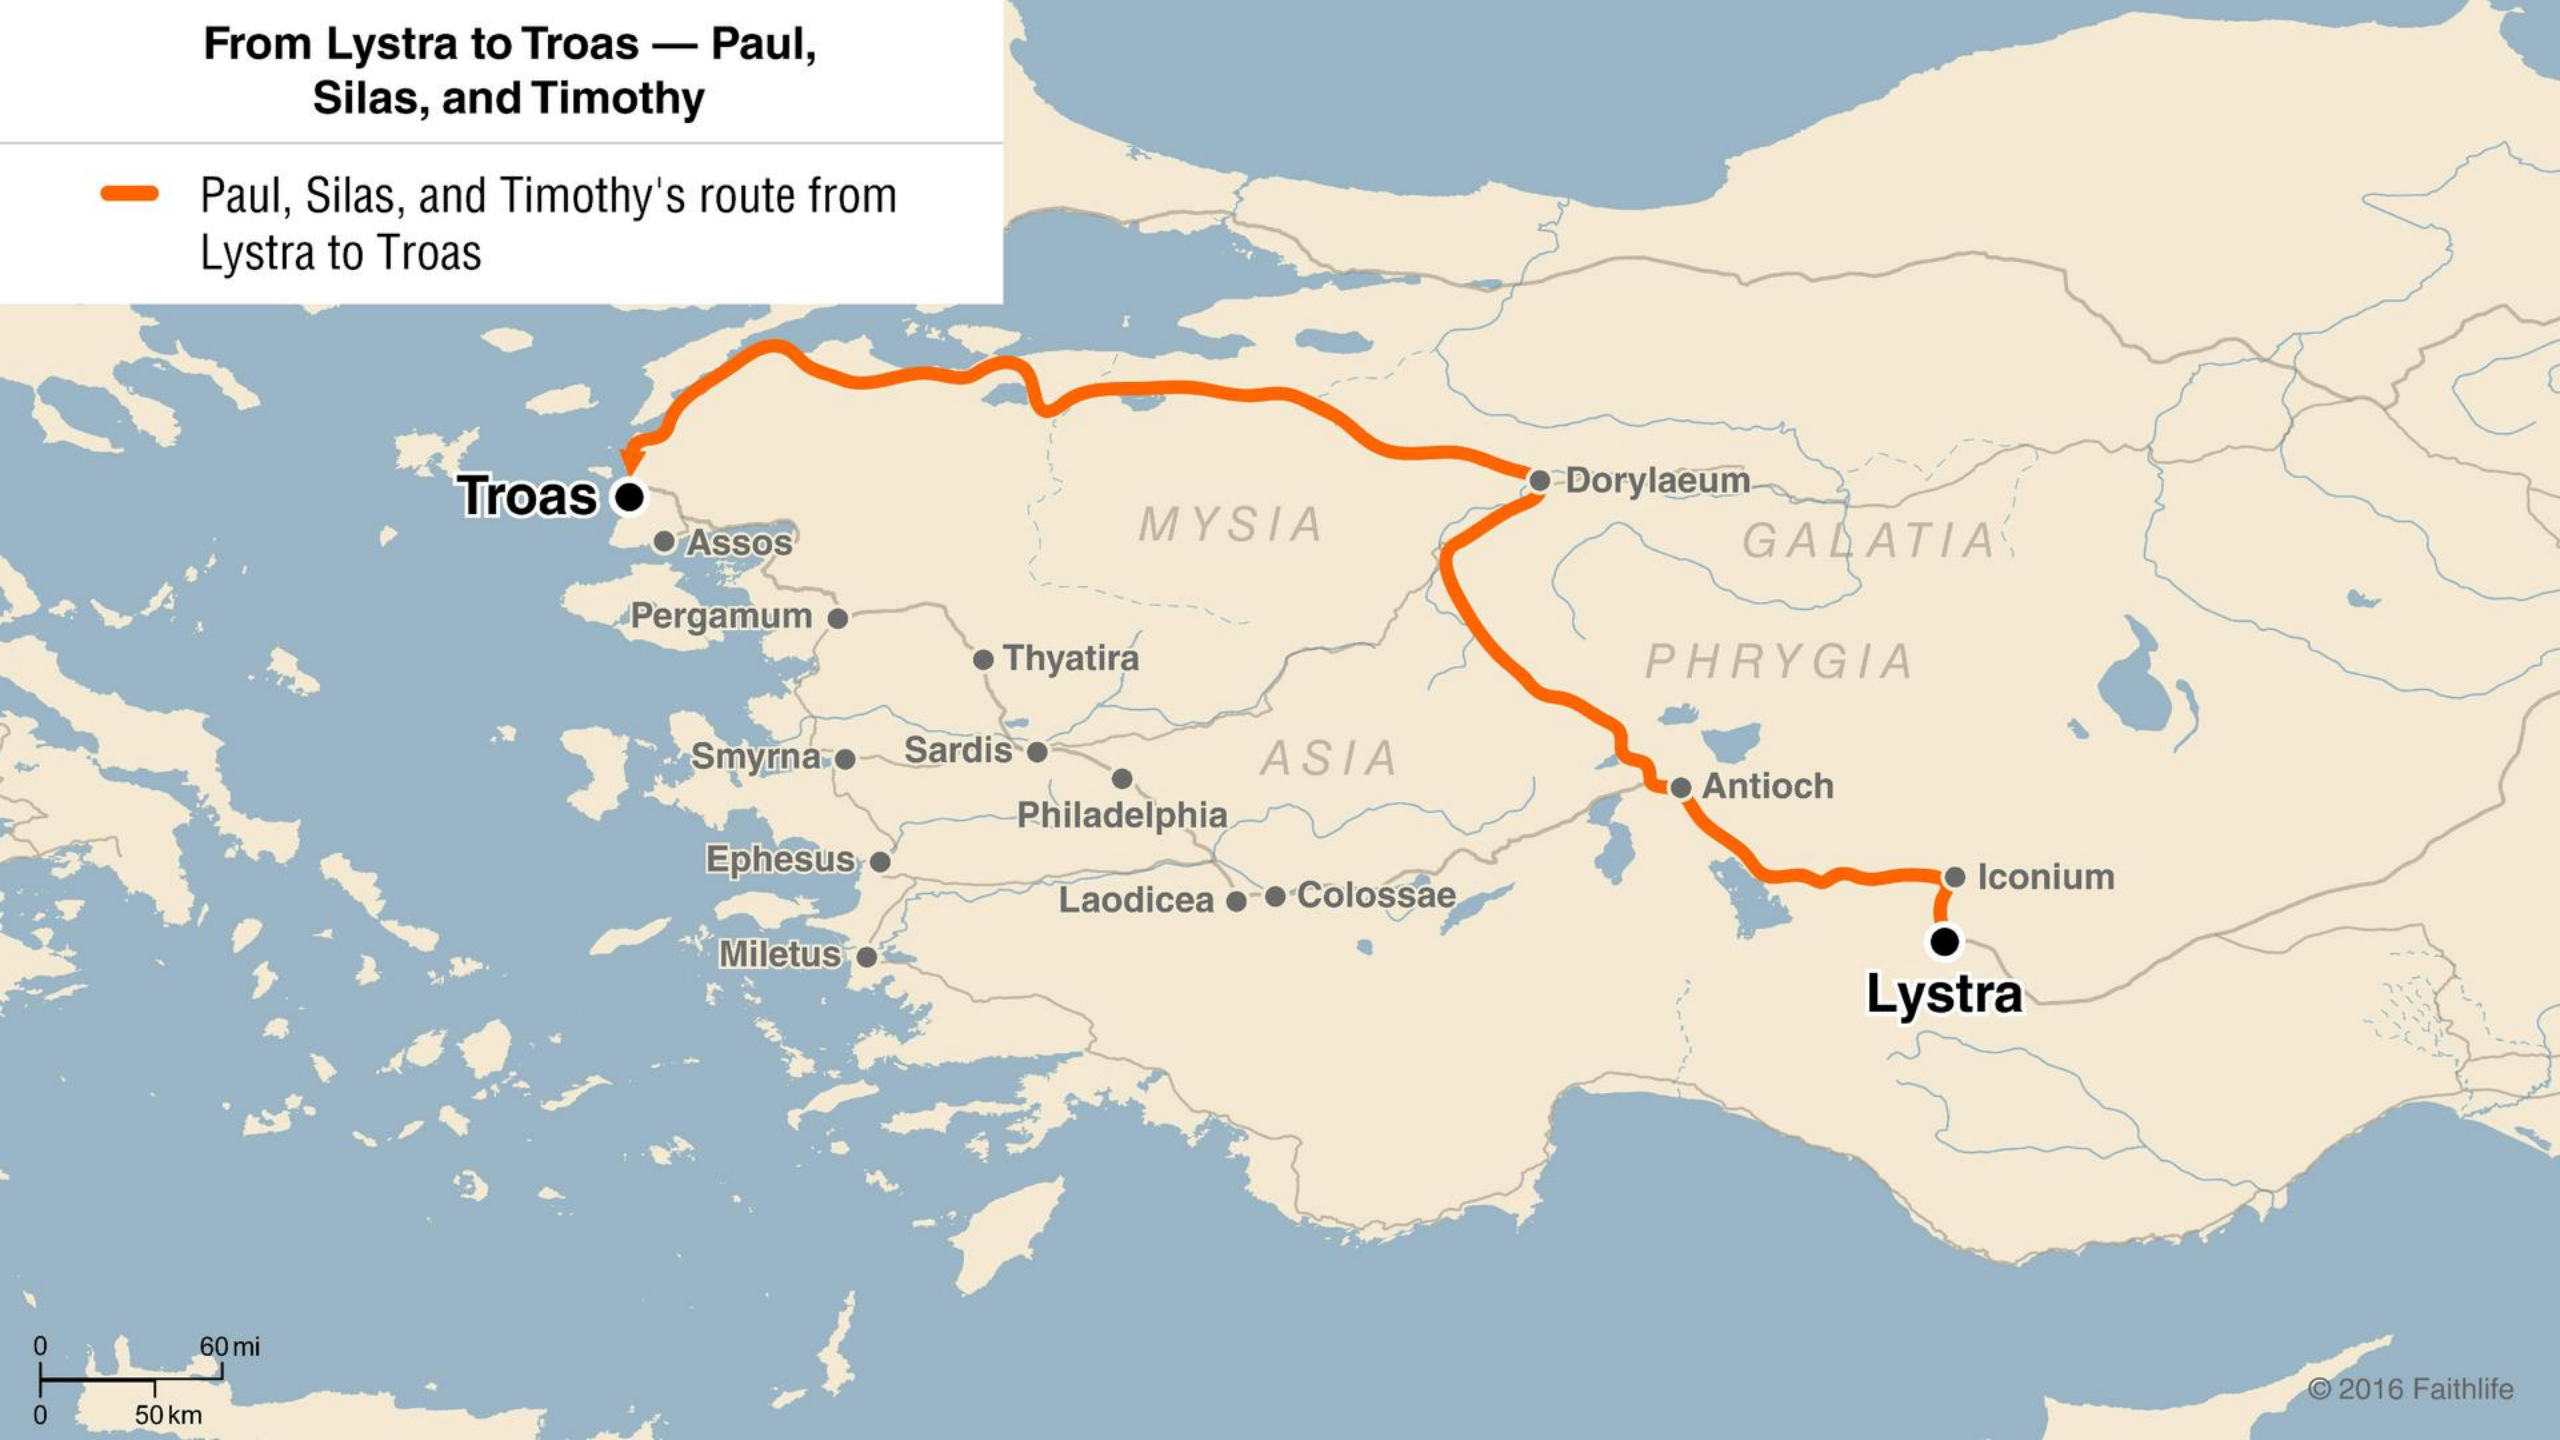 From Lystra to Troas — Paul,
Silas, and Timothy
Paul, Silas, and Timothy's route from
Lystra to Troas
Troas
Dorylaeum
MYSIA
GALATIA
Assos
Pergamum
Thyatira
PHRYGIA
Smyrna
Sardis
ASIA
Philadelphia
Antioch
Ephesus
Laodicea
Colossae
Iconium
Miletus
Lystra
0 60 mi
0 50 km
© 2016 Faithlife